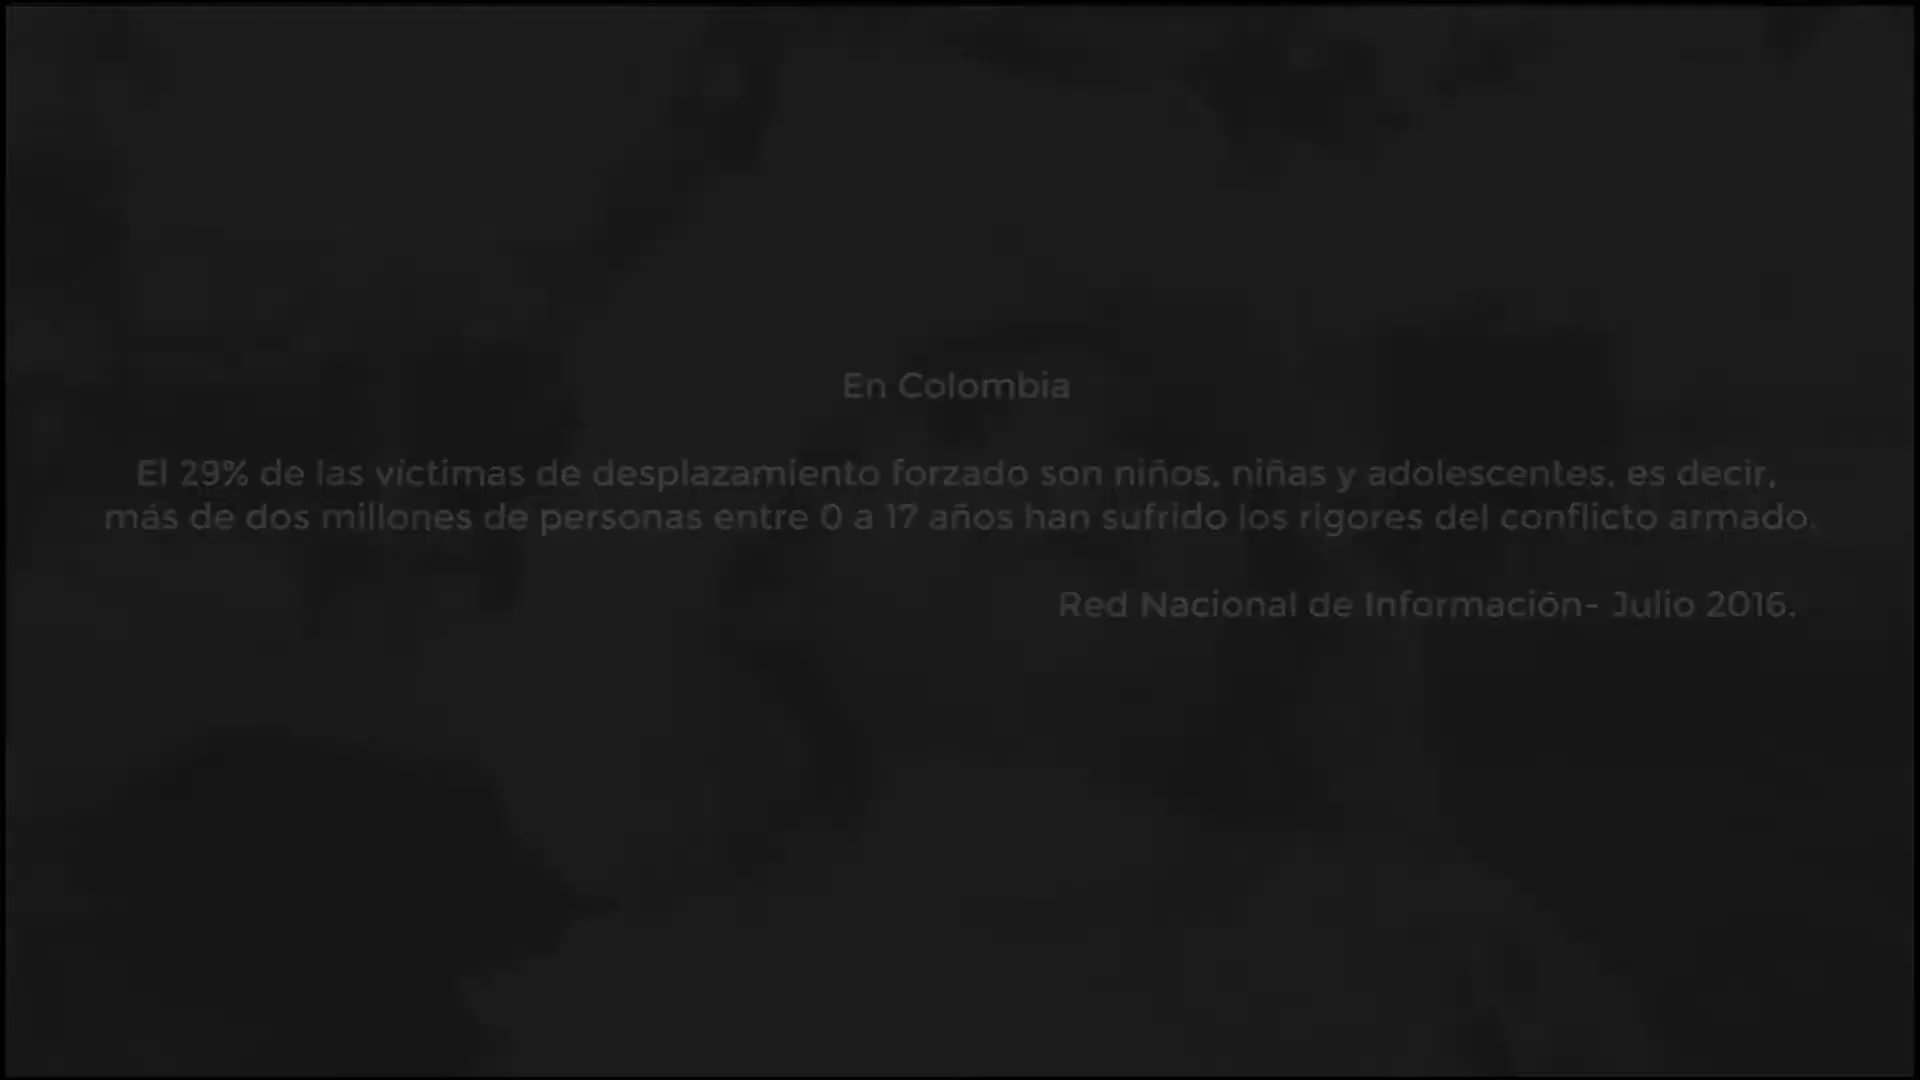 En Colombia
El 29% de las víctimas de desplazamiento forzado son niños, niñas y adolescentes, es decir,
más de dos millones de personas entre 0 a 17 años han sufrido los rigores del conflicto armado.
Red Nacional de Información- Julio 2016.